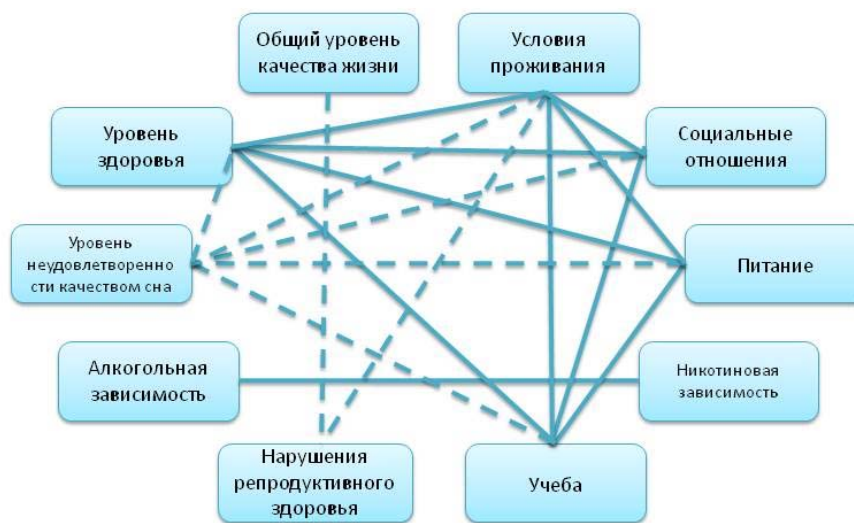 Общий уровень
качества жизни
Условия
проживания
Уровень
здоровья
Социальные
отношения
Уровень
неудовлетворенно
сти качеством сна
Питание
Алкогольная
зависимость
Никотиновая
зависимость
Нарушения
репродуктивного
здоровья
Учеба